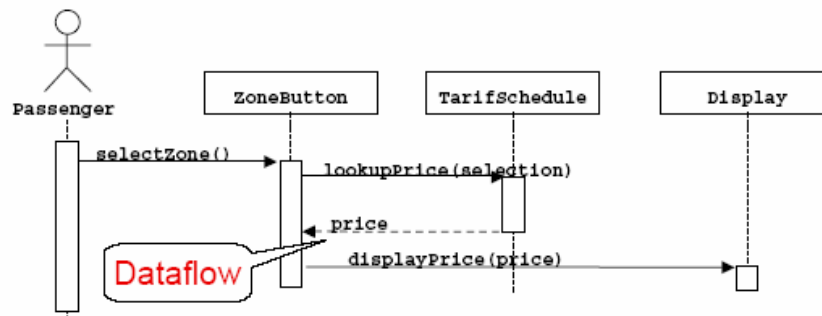 Passenger
ZoneButton
TarifSchedule
Display
selectZone()
lookupPrice(selection)
price
Dataflow
displayPrice(price)